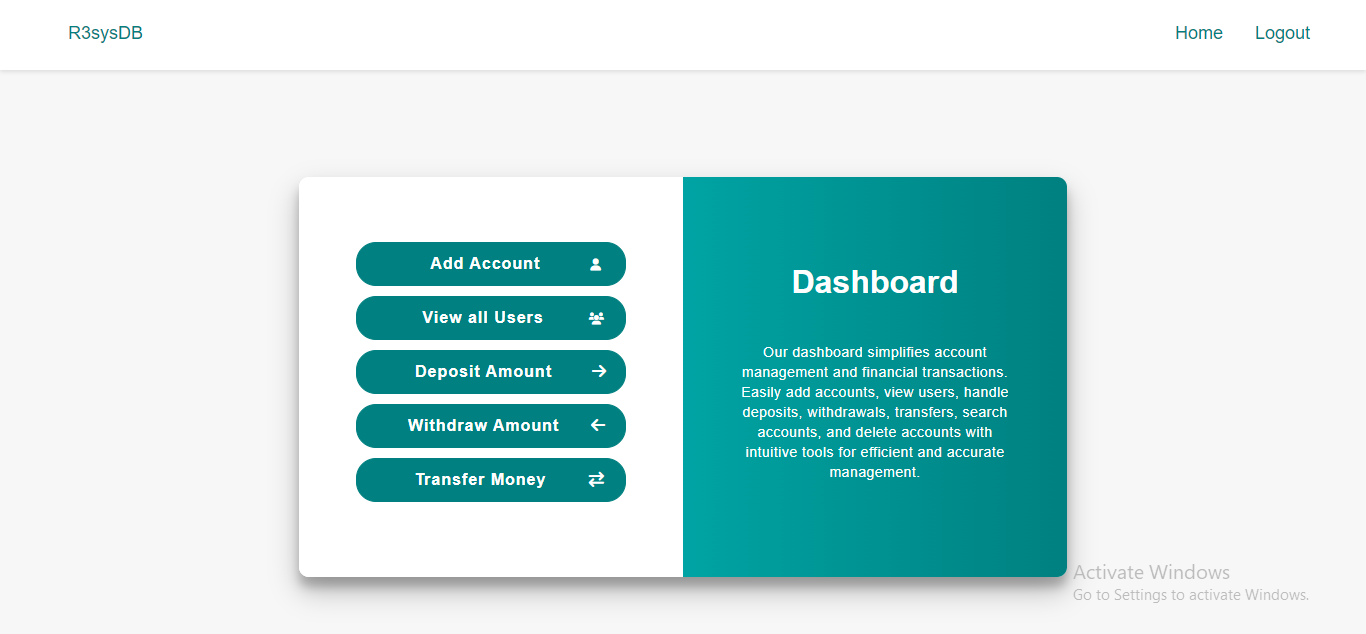 R3sysDB
Home
Logout
Add Account
View all Users
Deposit Amount
Withdraw Amount
Transfer Money
Dashboard
Our dashboard simplifies account
management and financial transactions.
Easily add accounts, view users, handle
deposits, withdrawals, transfers, search
accounts, and delete accounts with
intuitive tools for efficient and accurate
management.
Activate Windows
Go to Settings to activate Windows.